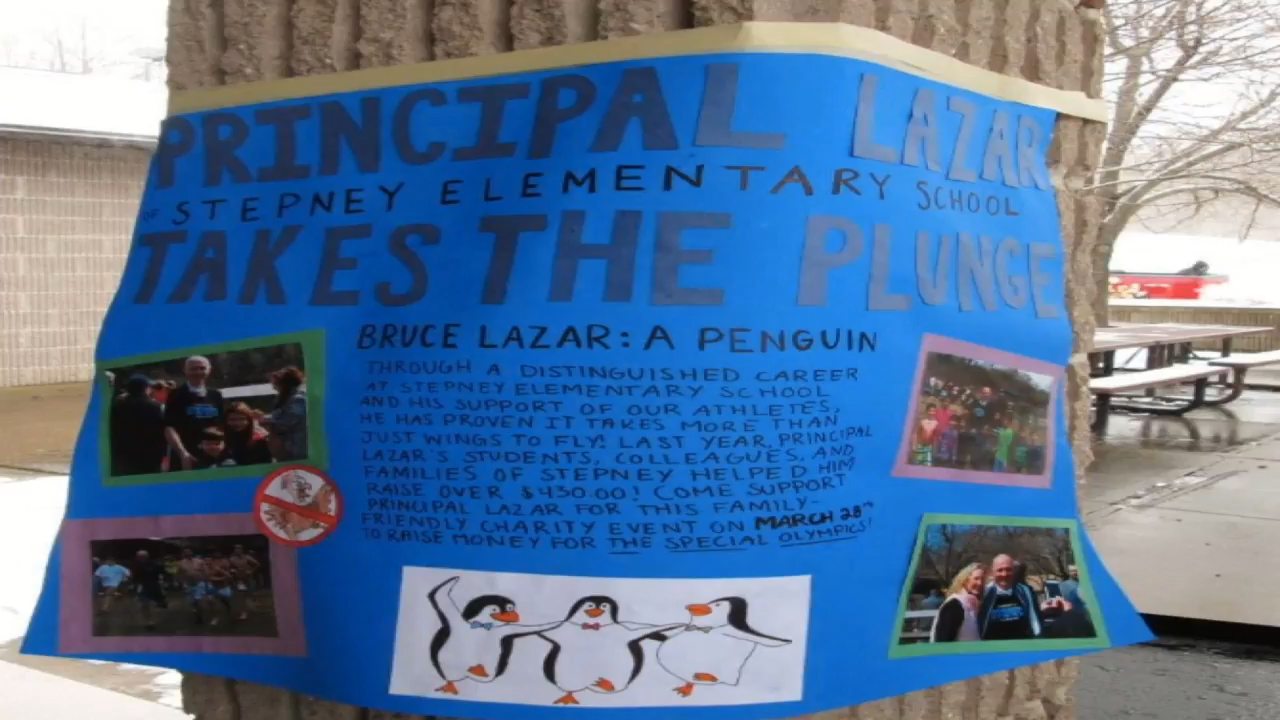 PRINCIPAL LAZAR
OF STEPNEY ELEMENTARY SCHOOL
TAKES THE PLUNGE
BRUCE LAZAR: A PENGUIN
THROUGH A DISTINGUISHED CAREER
AT STEPNEY ELEMENTARY SCHOOL
AND HIS SUPPORT OF OUR ATHLETES,
HE HAS PROVEN IT TAKES MORE THAN
JUST WINGS TO FLY! LAST YEAR, PRINCIPAL
LAZAR'S STUDENTS, COLLEAGUES, AND
FAMILIES OF STEPNEY HELPED HIM
RAISE OVER $430.00! COME SUPPORT
PRINCIPAL LAZAR FOR THIS FAMILY-
FRIENDLY CHARITY EVENT ON MARCH 28TH
TO RAISE MONEY FOR THE SPECIAL OLYMPICS!